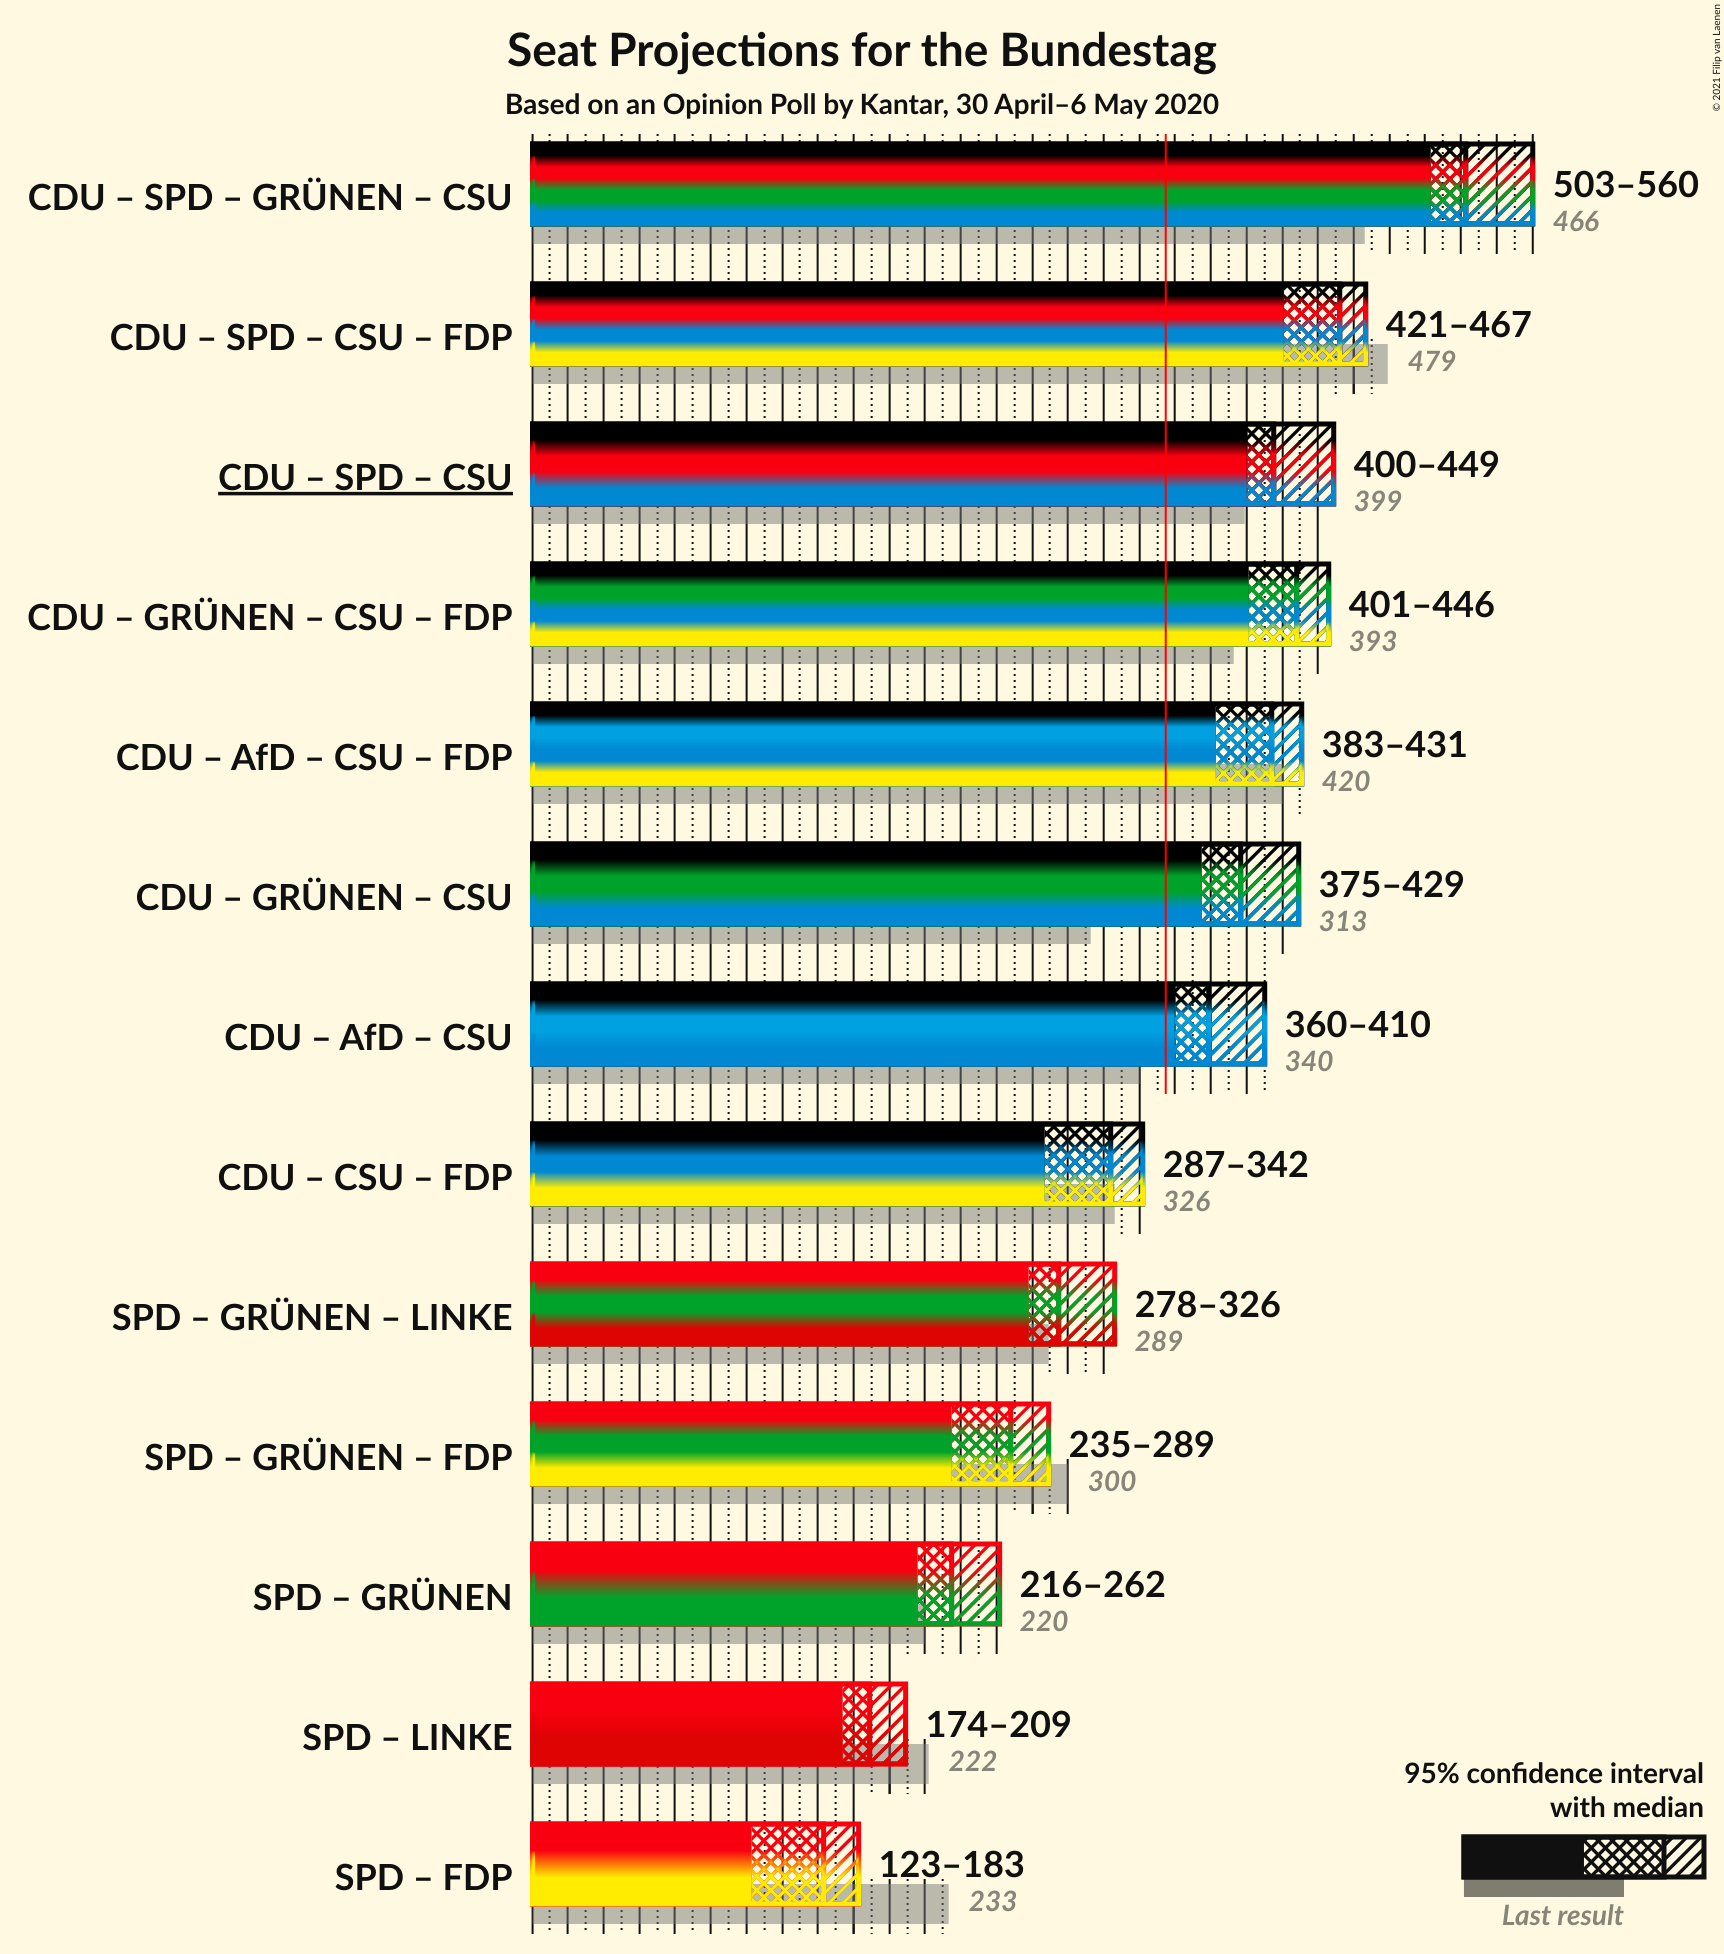 © 2021 Filip van Laenen
Seat Projections for the Bundestag
Based on an Opinion Poll by Kantar, 30 April–6 May 2020
CDU – SPD – GRÜNEN – CSU
503–560
466
CDU – SPD – CSU – FDP
421–467
479
CDU – SPD – CSU
400–449
399
CDU – GRÜNEN – CSU – FDP
401–446
393
CDU – AfD – CSU – FDP
383–431
420
CDU – GRÜNEN – CSU
375–429
313
CDU – AfD – CSU
360–410
340
CDU – CSU – FDP
287–342
326
SPD – GRÜNEN – LINKE
278–326
289
SPD – GRÜNEN – FDP
235–289
300
SPD – GRÜNEN
216–262
220
SPD – LINKE
174–209
222
SPD – FDP
123–183
233
95% confidence interval
with median
Last result